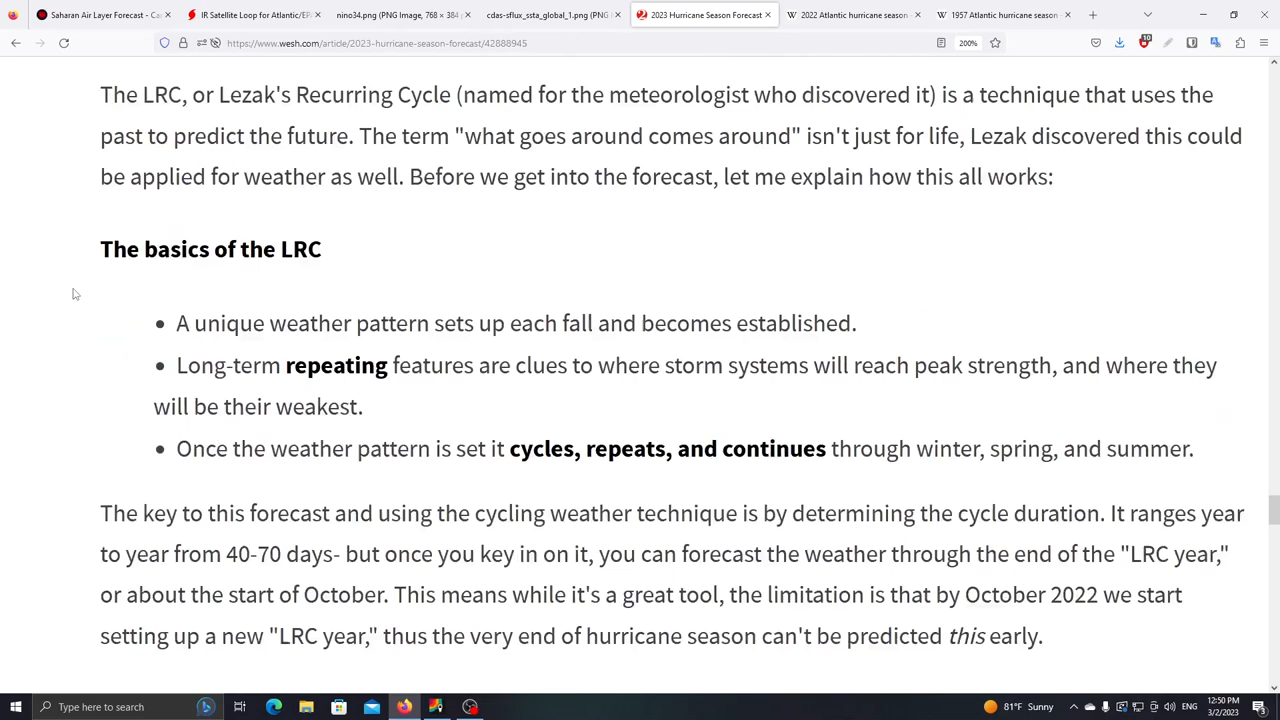 Saharan Air Layer Forecast - Ca
IR Satellite Loop for Atlantic/EP
nino34.png (PNG Image, 768 × 384
cdas-sflux_ssta_global_1.png (PNG
2023 Hurricane Season Forecast
2022 Atlantic hurricane season -
1957 Atlantic hurricane season -
https://www.wesh.com/article/2023-hurricane-season-forecast/42888945
200%
10
The LRC, or Lezak's Recurring Cycle (named for the meteorologist who discovered it) is a technique that uses the
past to predict the future. The term "what goes around comes around" isn't just for life, Lezak discovered this could
be applied for weather as well. Before we get into the forecast, let me explain how this all works:
The basics of the LRC
• A unique weather pattern sets up each fall and becomes established.
• Long-term repeating features are clues to where storm systems will reach peak strength, and where they
will be their weakest.
• Once the weather pattern is set it cycles, repeats, and continues through winter, spring, and summer.
The key to this forecast and using the cycling weather technique is by determining the cycle duration. It ranges year
to year from 40-70 days- but once you key in on it, you can forecast the weather through the end of the "LRC year,"
or about the start of October. This means while it's a great tool, the limitation is that by October 2022 we start
setting up a new "LRC year," thus the very end of hurricane season can't be predicted this early.
Type here to search
81°F Sunny
ENG
12:50 PM
3/2/2023
3